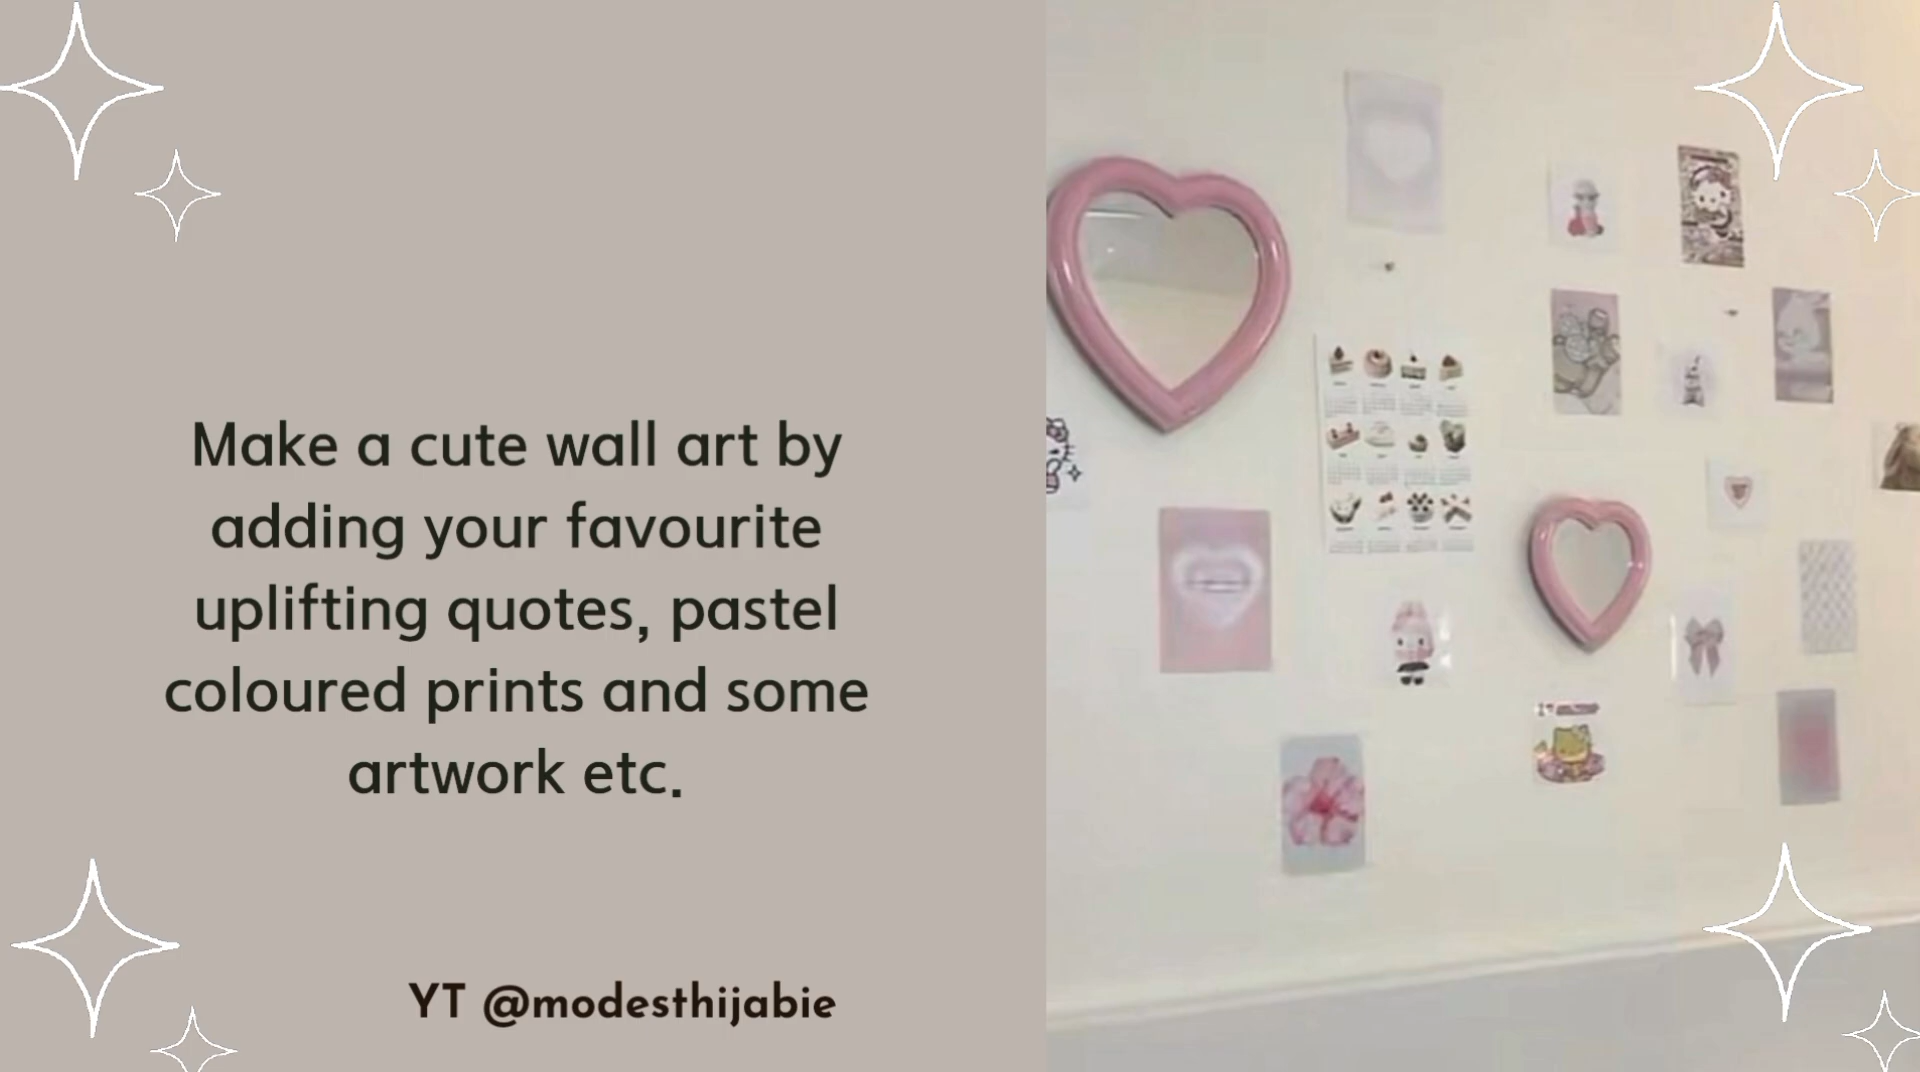 Make a cute wall art by
adding your favourite
uplifting quotes, pastel
coloured prints and some
artwork etc.
YT @modesthijabie